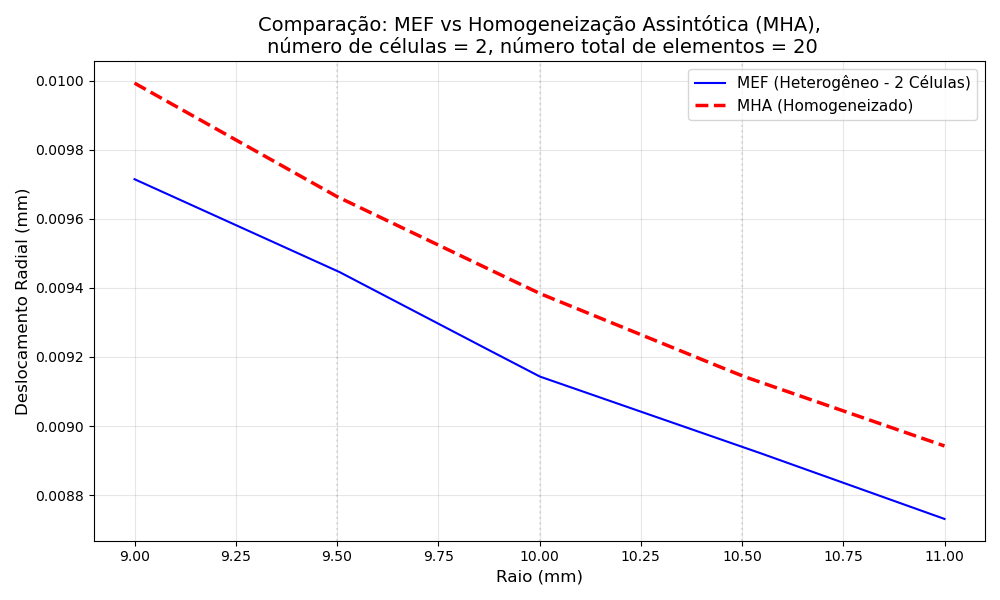 Comparação: MEF vs Homogeneização Assintótica (MHA),
número de células = 2, número total de elementos = 20
MEF (Heterogêneo - 2 Células)
MHA (Homogeneizado)
Deslocamento Radial (mm)
0.0100
0.0098
0.0096
0.0094
0.0092
0.0090
0.0088
9.00 9.25 9.50 9.75 10.00 10.25 10.50 10.75 11.00
Raio (mm)